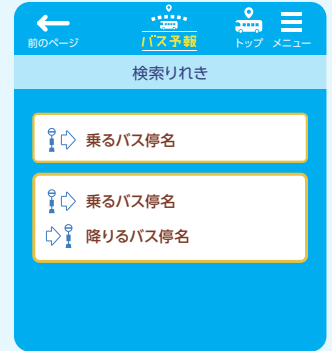 前のページ
バス予報
トップ
メニュー
検索りれき
乗るバス停名
乗るバス停名
降りるバス停名